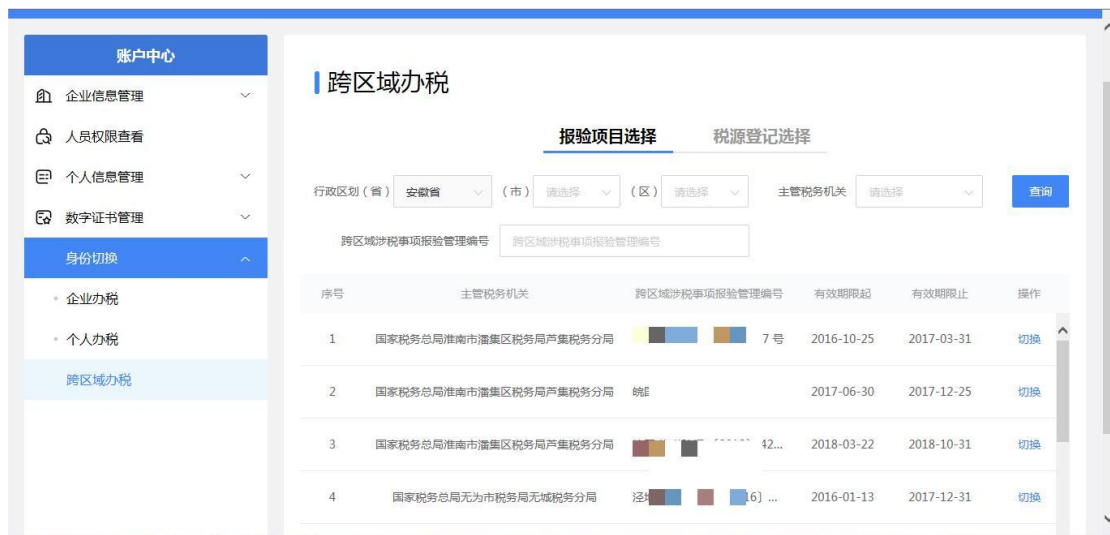 账户中心
企业信息管理
人员权限查看
个人信息管理
数字证书管理
身份切换
企业办税
个人办税
跨区域办税
跨区域办税
报验项目选择 税源登记选择
行政区划（省） 安徽省 （市） 请选择 （区） 请选择 主管税务机关 请选择 查询
跨区域涉税事项报验管理编号 跨区域涉税事项报验管理编号
序号 主管税务机关 跨区域涉税事项报验管理编号 有效期限起 有效期限止 操作
1 国家税务总局淮南市潘集区税务局芦集税务分局 7号 2016-10-25 2017-03-31 切换
2 国家税务总局淮南市潘集区税务局芦集税务分局 皖 2017-06-30 2017-12-25 切换
3 国家税务总局淮南市潘集区税务局芦集税务分局 42... 2018-03-22 2018-10-31 切换
4 国家税务总局无为市税务局无城税务分局 泾 16〕... 2016-01-13 2017-12-31 切换